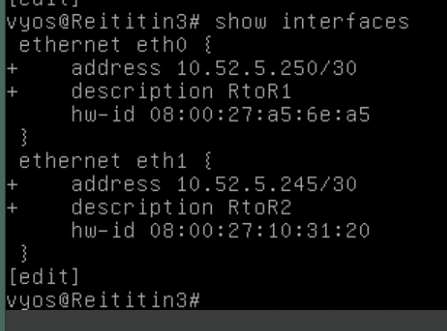 [edit]
vyos@Reititin3# show interfaces
 ethernet eth0 {
+    address 10.52.5.250/30
+    description RtoR1
     hw-id 08:00:27:a5:6e:a5
 }
 ethernet eth1 {
+    address 10.52.5.245/30
+    description RtoR2
     hw-id 08:00:27:10:31:20
 }
[edit]
vyos@Reititin3#